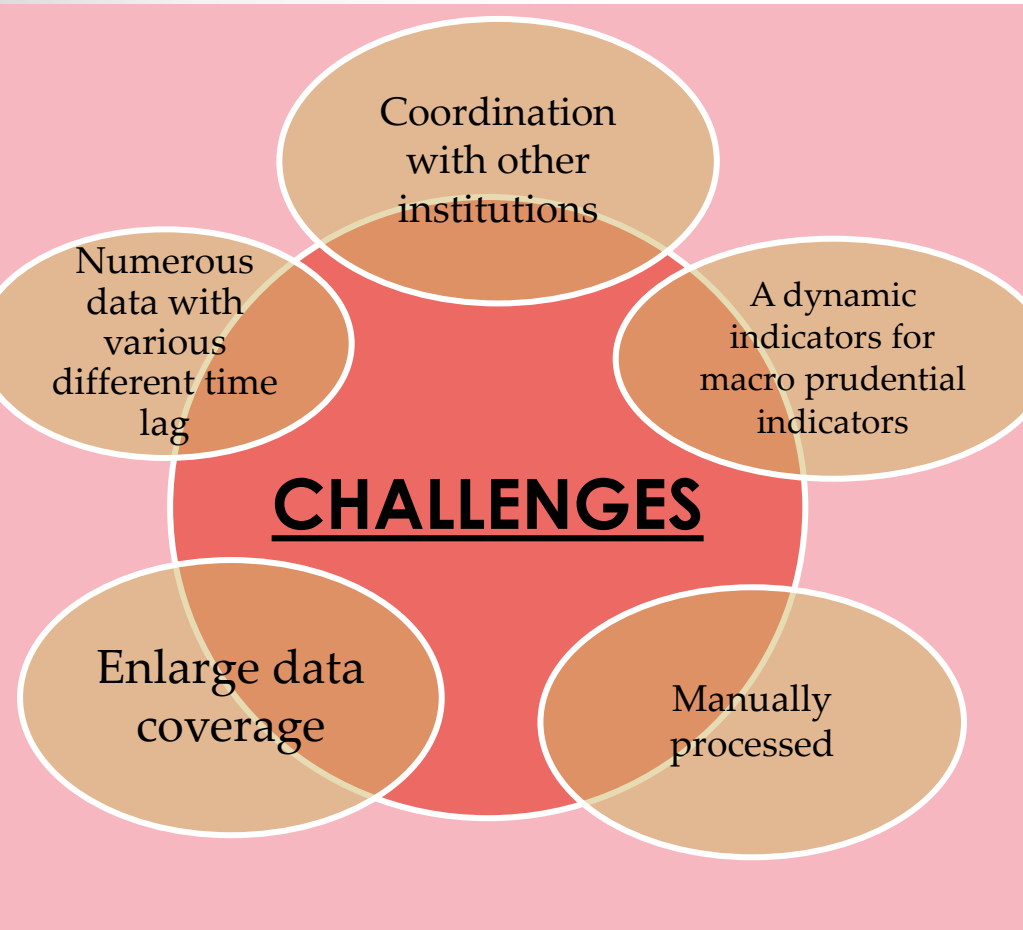 Coordination
with other
institutions
Numerous
data with
various
different time
lag
A dynamic
indicators for
macro prudential
indicators
CHALLENGES
Enlarge data
coverage
Manually
processed